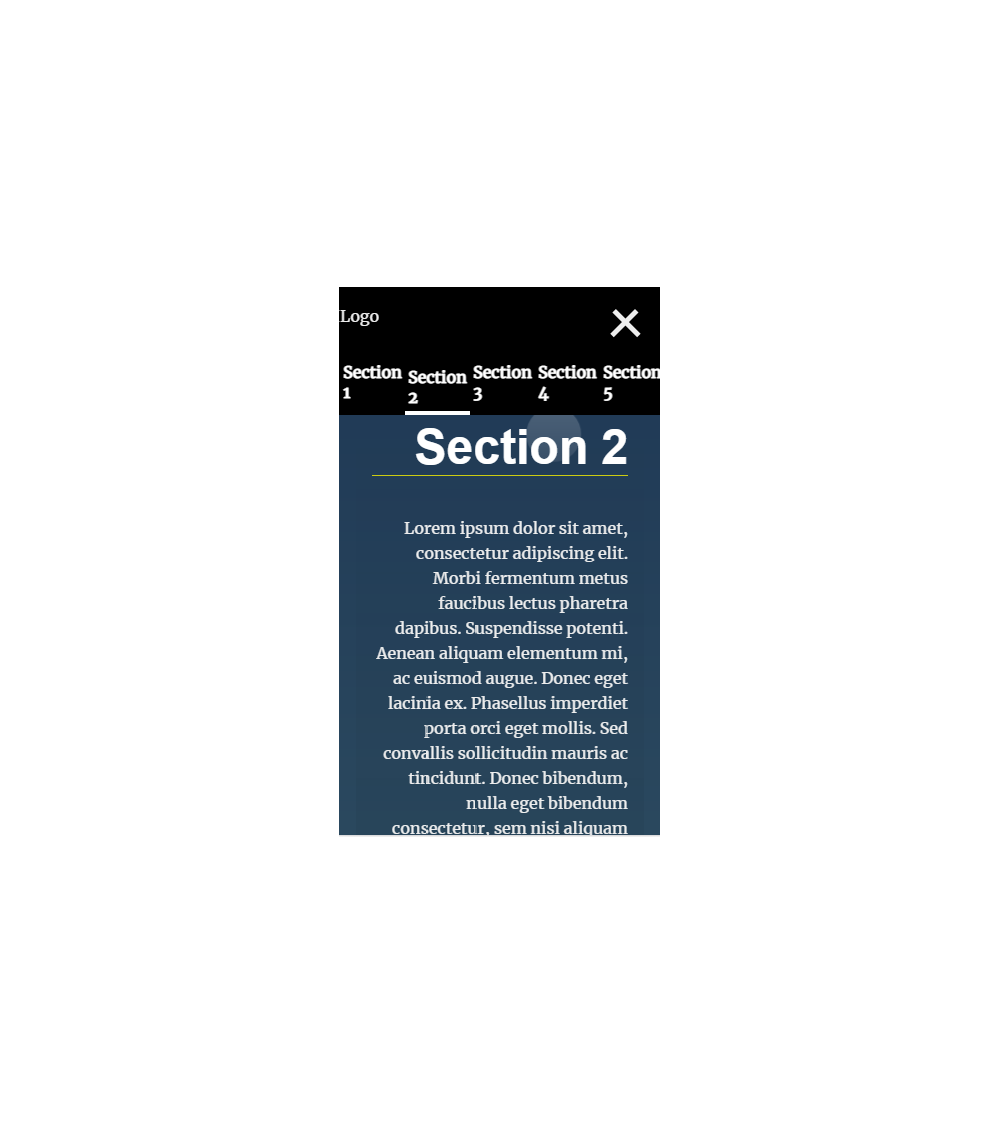 Logo
Section 1
Section 2
Section 3
Section 4
Section 5
Section 2
Lorem ipsum dolor sit amet,
consectetur adipiscing elit.
Morbi fermentum metus
faucibus lectus pharetra
dapibus. Suspendisse potenti.
Aenean aliquam elementum mi,
ac euismod augue. Donec eget
lacinia ex. Phasellus imperdiet
porta orci eget mollis. Sed
convallis sollicitudin mauris ac
tincidunt. Donec bibendum,
nulla eget bibendum
consectetur, sem nisi aliquam